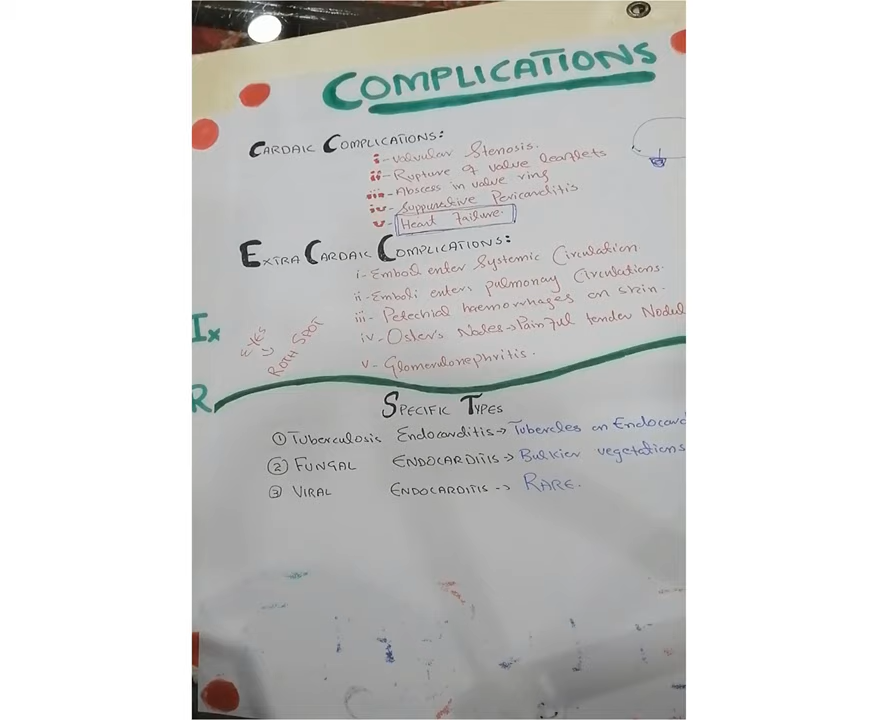 COMPLICATIONS
CARDAIC COMPLICATIONS:
i- Valvular Stenosis.
ii- Rupture of valve leaflets
iii- Abscess in valve ring
iv- Suppurative Pericarditis
v- Heart Failure.
EXTRA CARDAIC COMPLICATIONS:
i- Emboli enter Systemic Circulation
ii- Emboli enters pulmonay Circulations.
iii- Petechial haemorrhages on skin.
Ix
EYES
ROTH SPOT
iv- Oster's Nodes → Painful tender Nodul
v- Glomerulonephritis.
R
SPECIFIC TYPES
① Tuberculosis Endocarditis → Tubercles on Endocard
② FUNGAL ENDOCARDITIS → Bulkier vegetations
③ VIRAL ENDOCARDITIS → RARE.